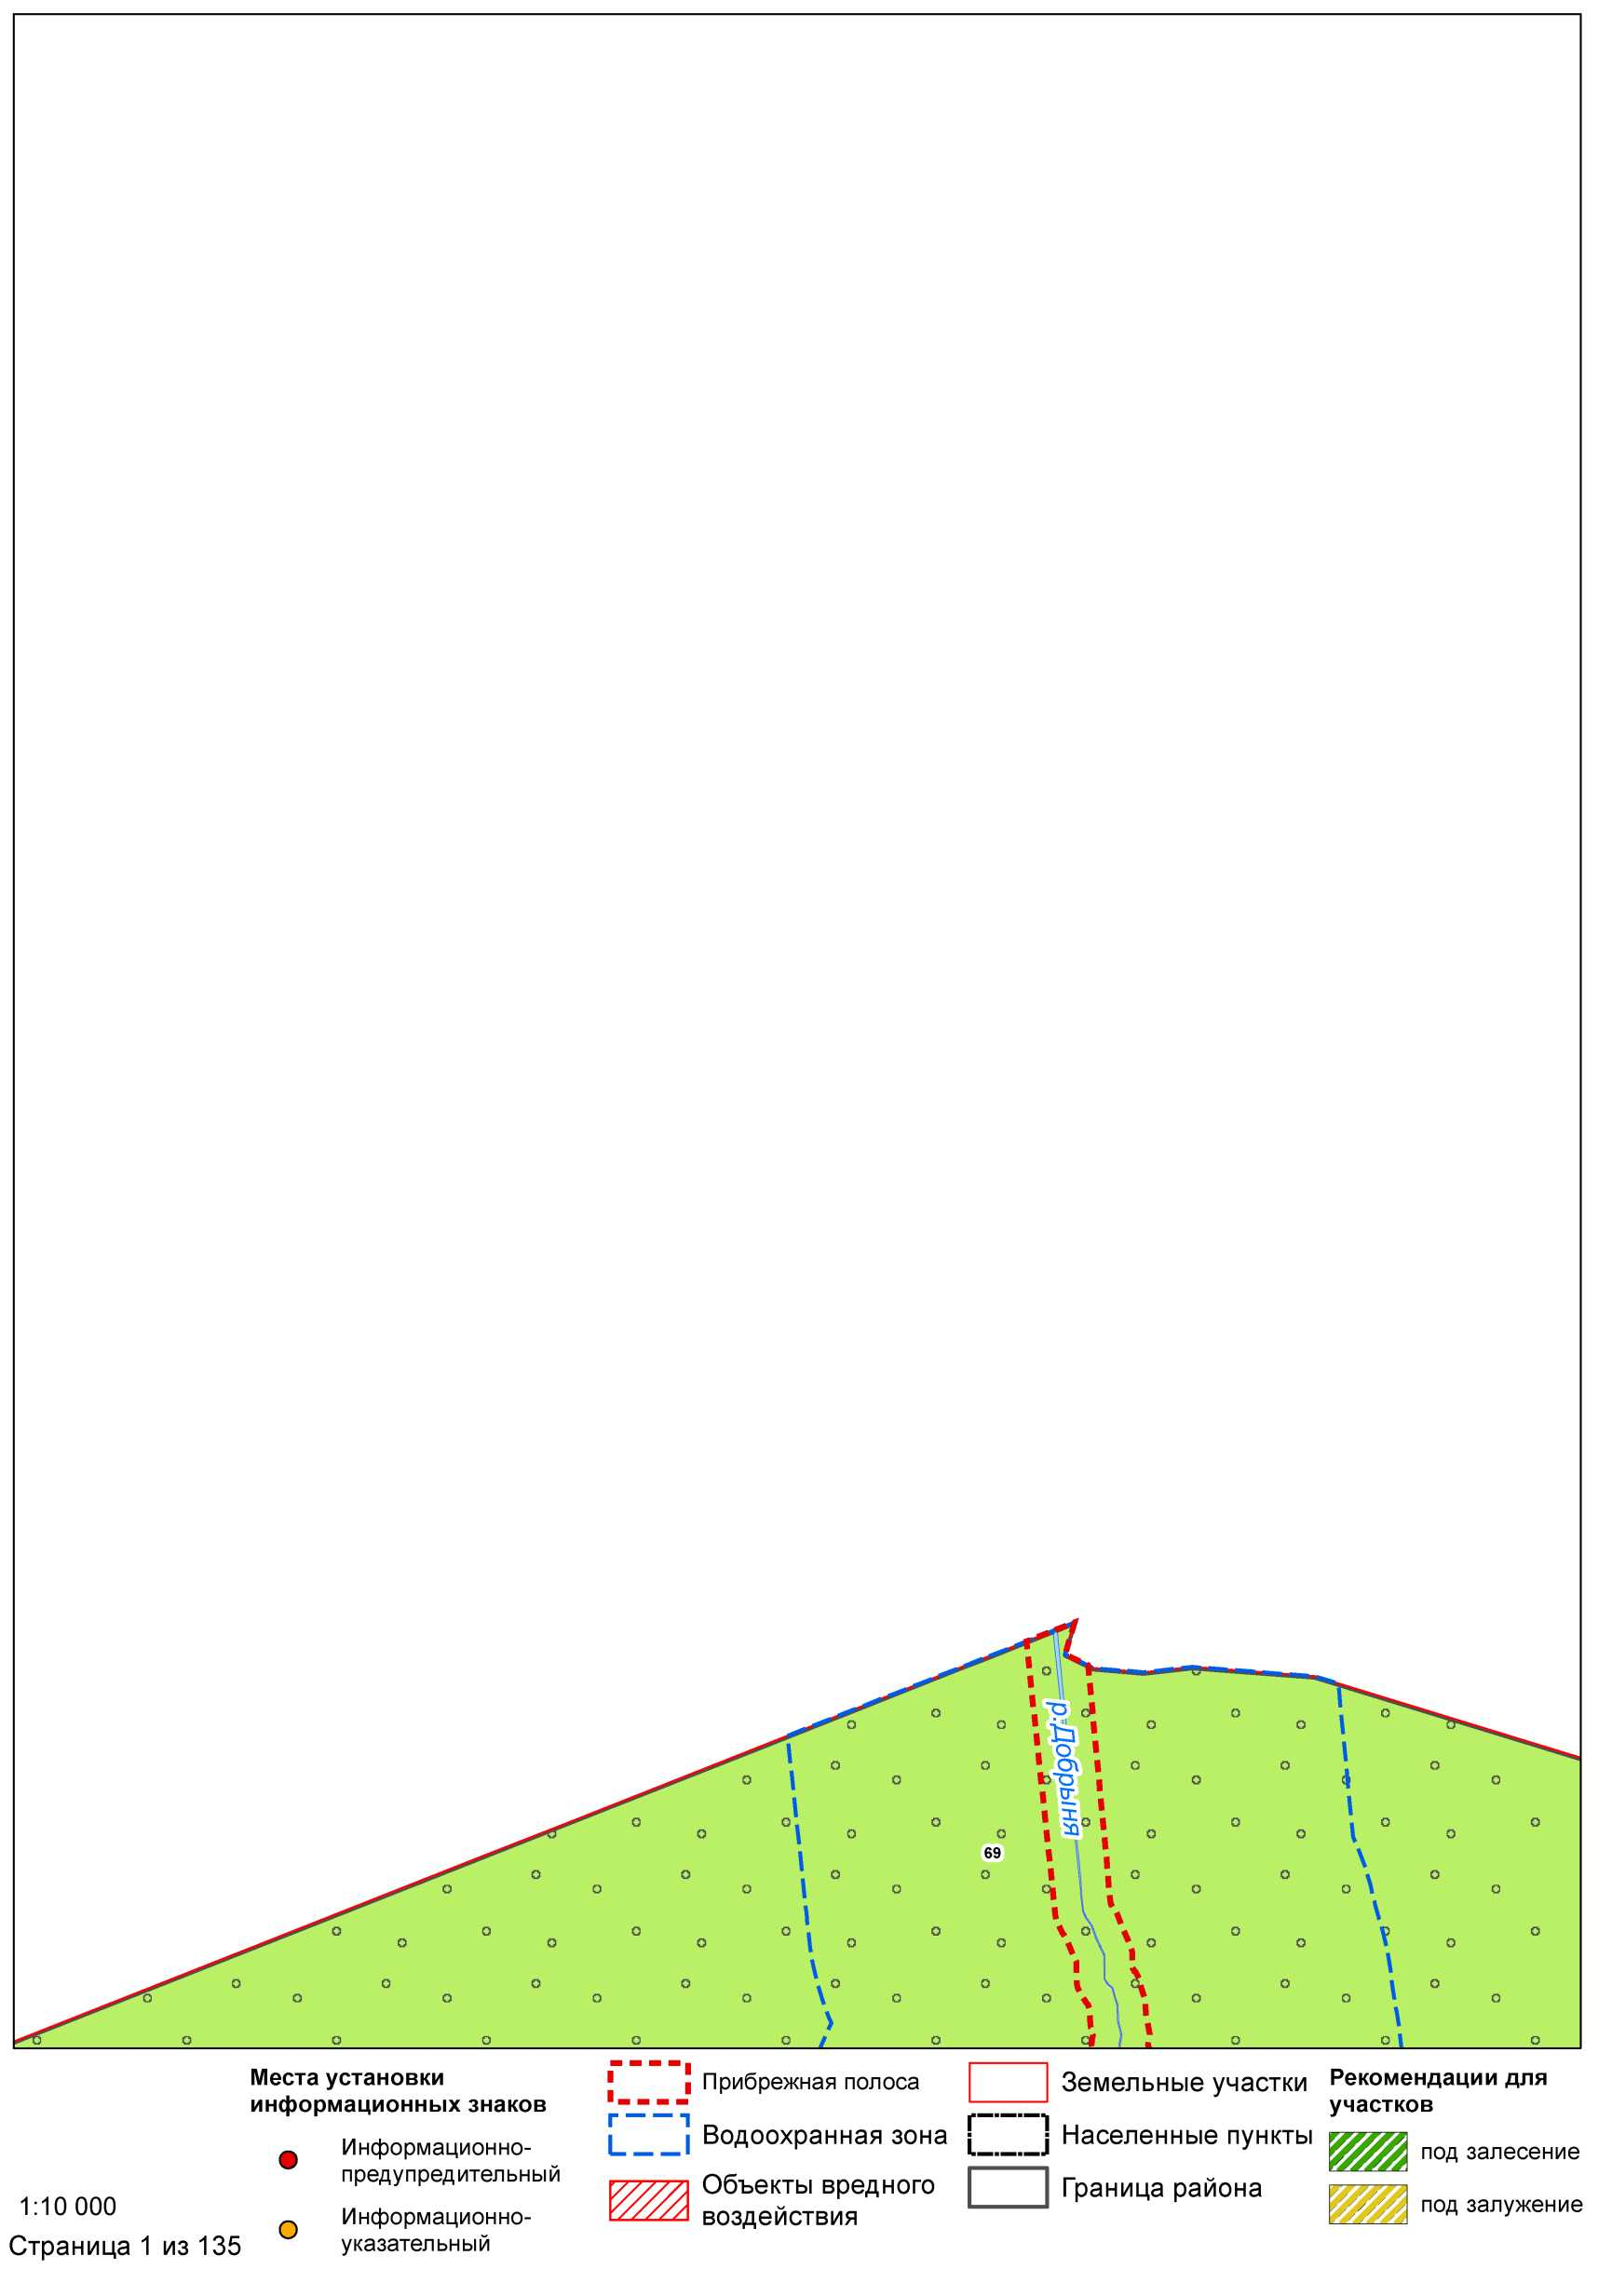 р.Добрыня
69
Места установки
информационных знаков
Информационно-
предупредительный
Информационно-
указательный
Прибрежная полоса
Водоохранная зона
Объекты вредного
воздействия
Земельные участки
Населенные пункты
Граница района
Рекомендации для
участков
под залесение
под залужение
1:10 000
Страница 1 из 135